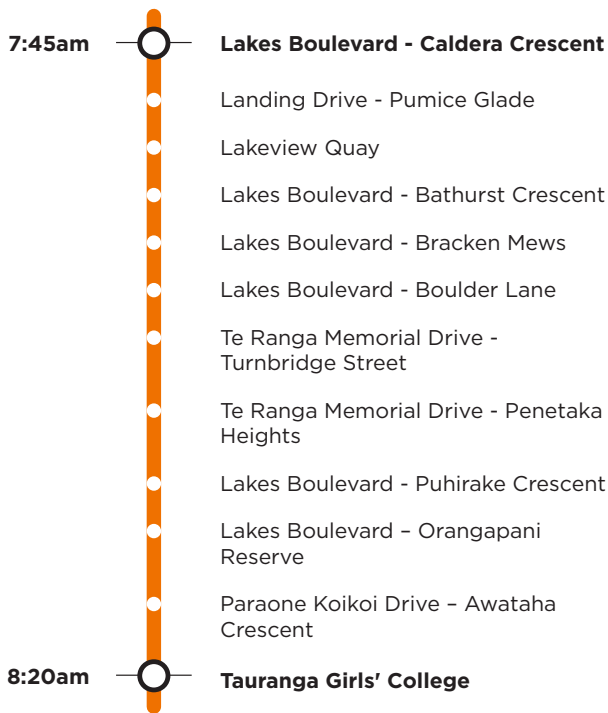 7:45am Lakes Boulevard - Caldera Crescent
Landing Drive - Pumice Glade
Lakeview Quay
Lakes Boulevard - Bathurst Crescent
Lakes Boulevard - Bracken Mews
Lakes Boulevard - Boulder Lane
Te Ranga Memorial Drive -
Turnbridge Street
Te Ranga Memorial Drive - Penetaka
Heights
Lakes Boulevard - Puhirake Crescent
Lakes Boulevard – Orangapani
Reserve
Paraone Koikoi Drive – Awataha
Crescent
8:20am Tauranga Girls' College